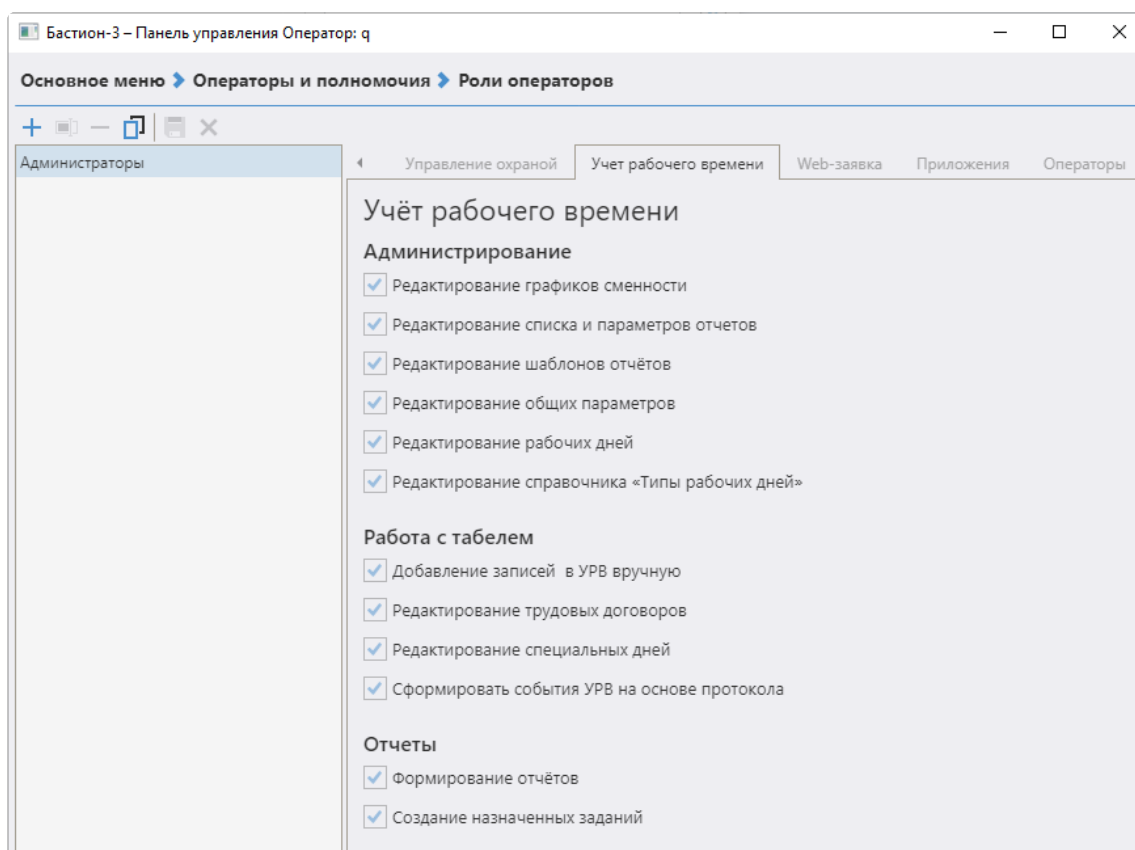 Бастион-3 – Панель управления Оператор: q
Основное меню Операторы и полномочия Роли операторов
Администраторы
Управление охраной Учет рабочего времени Web-заявка Приложения Операторы
Учёт рабочего времени
Администрирование
Редактирование графиков сменности
Редактирование списка и параметров отчетов
Редактирование шаблонов отчётов
Редактирование общих параметров
Редактирование рабочих дней
Редактирование справочника «Типы рабочих дней»
Работа с табелем
Добавление записей в УРВ вручную
Редактирование трудовых договоров
Редактирование специальных дней
Сформировать события УРВ на основе протокола
Отчеты
Формирование отчётов
Создание назначенных заданий